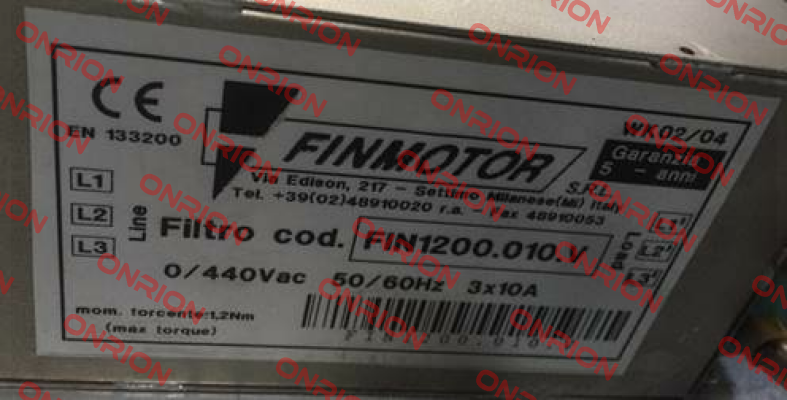 CE
EN 133200
FINMOTOR S.R.L.
WK02/04
Garanzia
5 - anni
Via Edison, 217 - Settimo Milanese(Mi) Italy
Tel. +39(02)48910020 r.a. - Fax 48910053
L1
L2
L3
Line
Filtro cod. FIN1200.010.V
Load
L1'
L2'
L3'
0/440Vac 50/60Hz 3x10A
mom. torcente:1,2Nm
(max torque)
ONRION